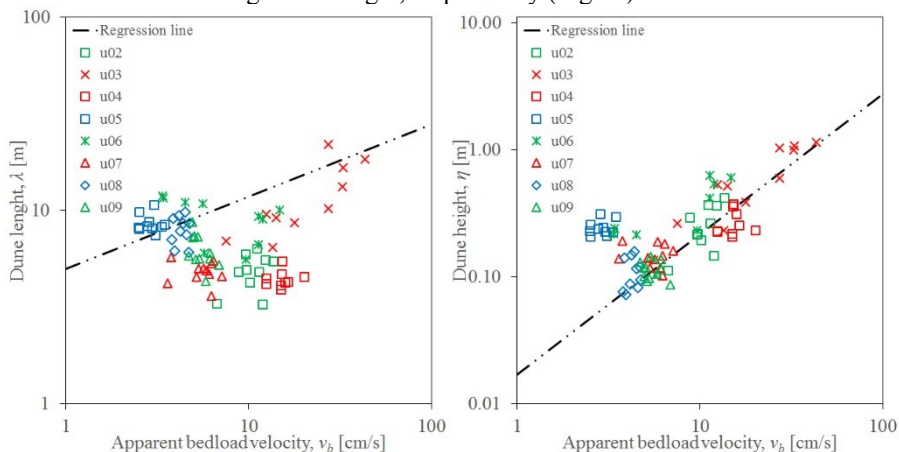 100
10
1
Dune lenght, λ [m]
Regression line
u02
u03
u04
u05
u06
u07
u08
u09
1
10
100
Apparent bedload velocity, v_b [cm/s]
10.00
1.00
0.10
0.01
Dune height, η [m]
Regression line
u02
u03
u04
u05
u06
u07
u08
u09
1
10
100
Apparent bedload velocity, v_b [cm/s]